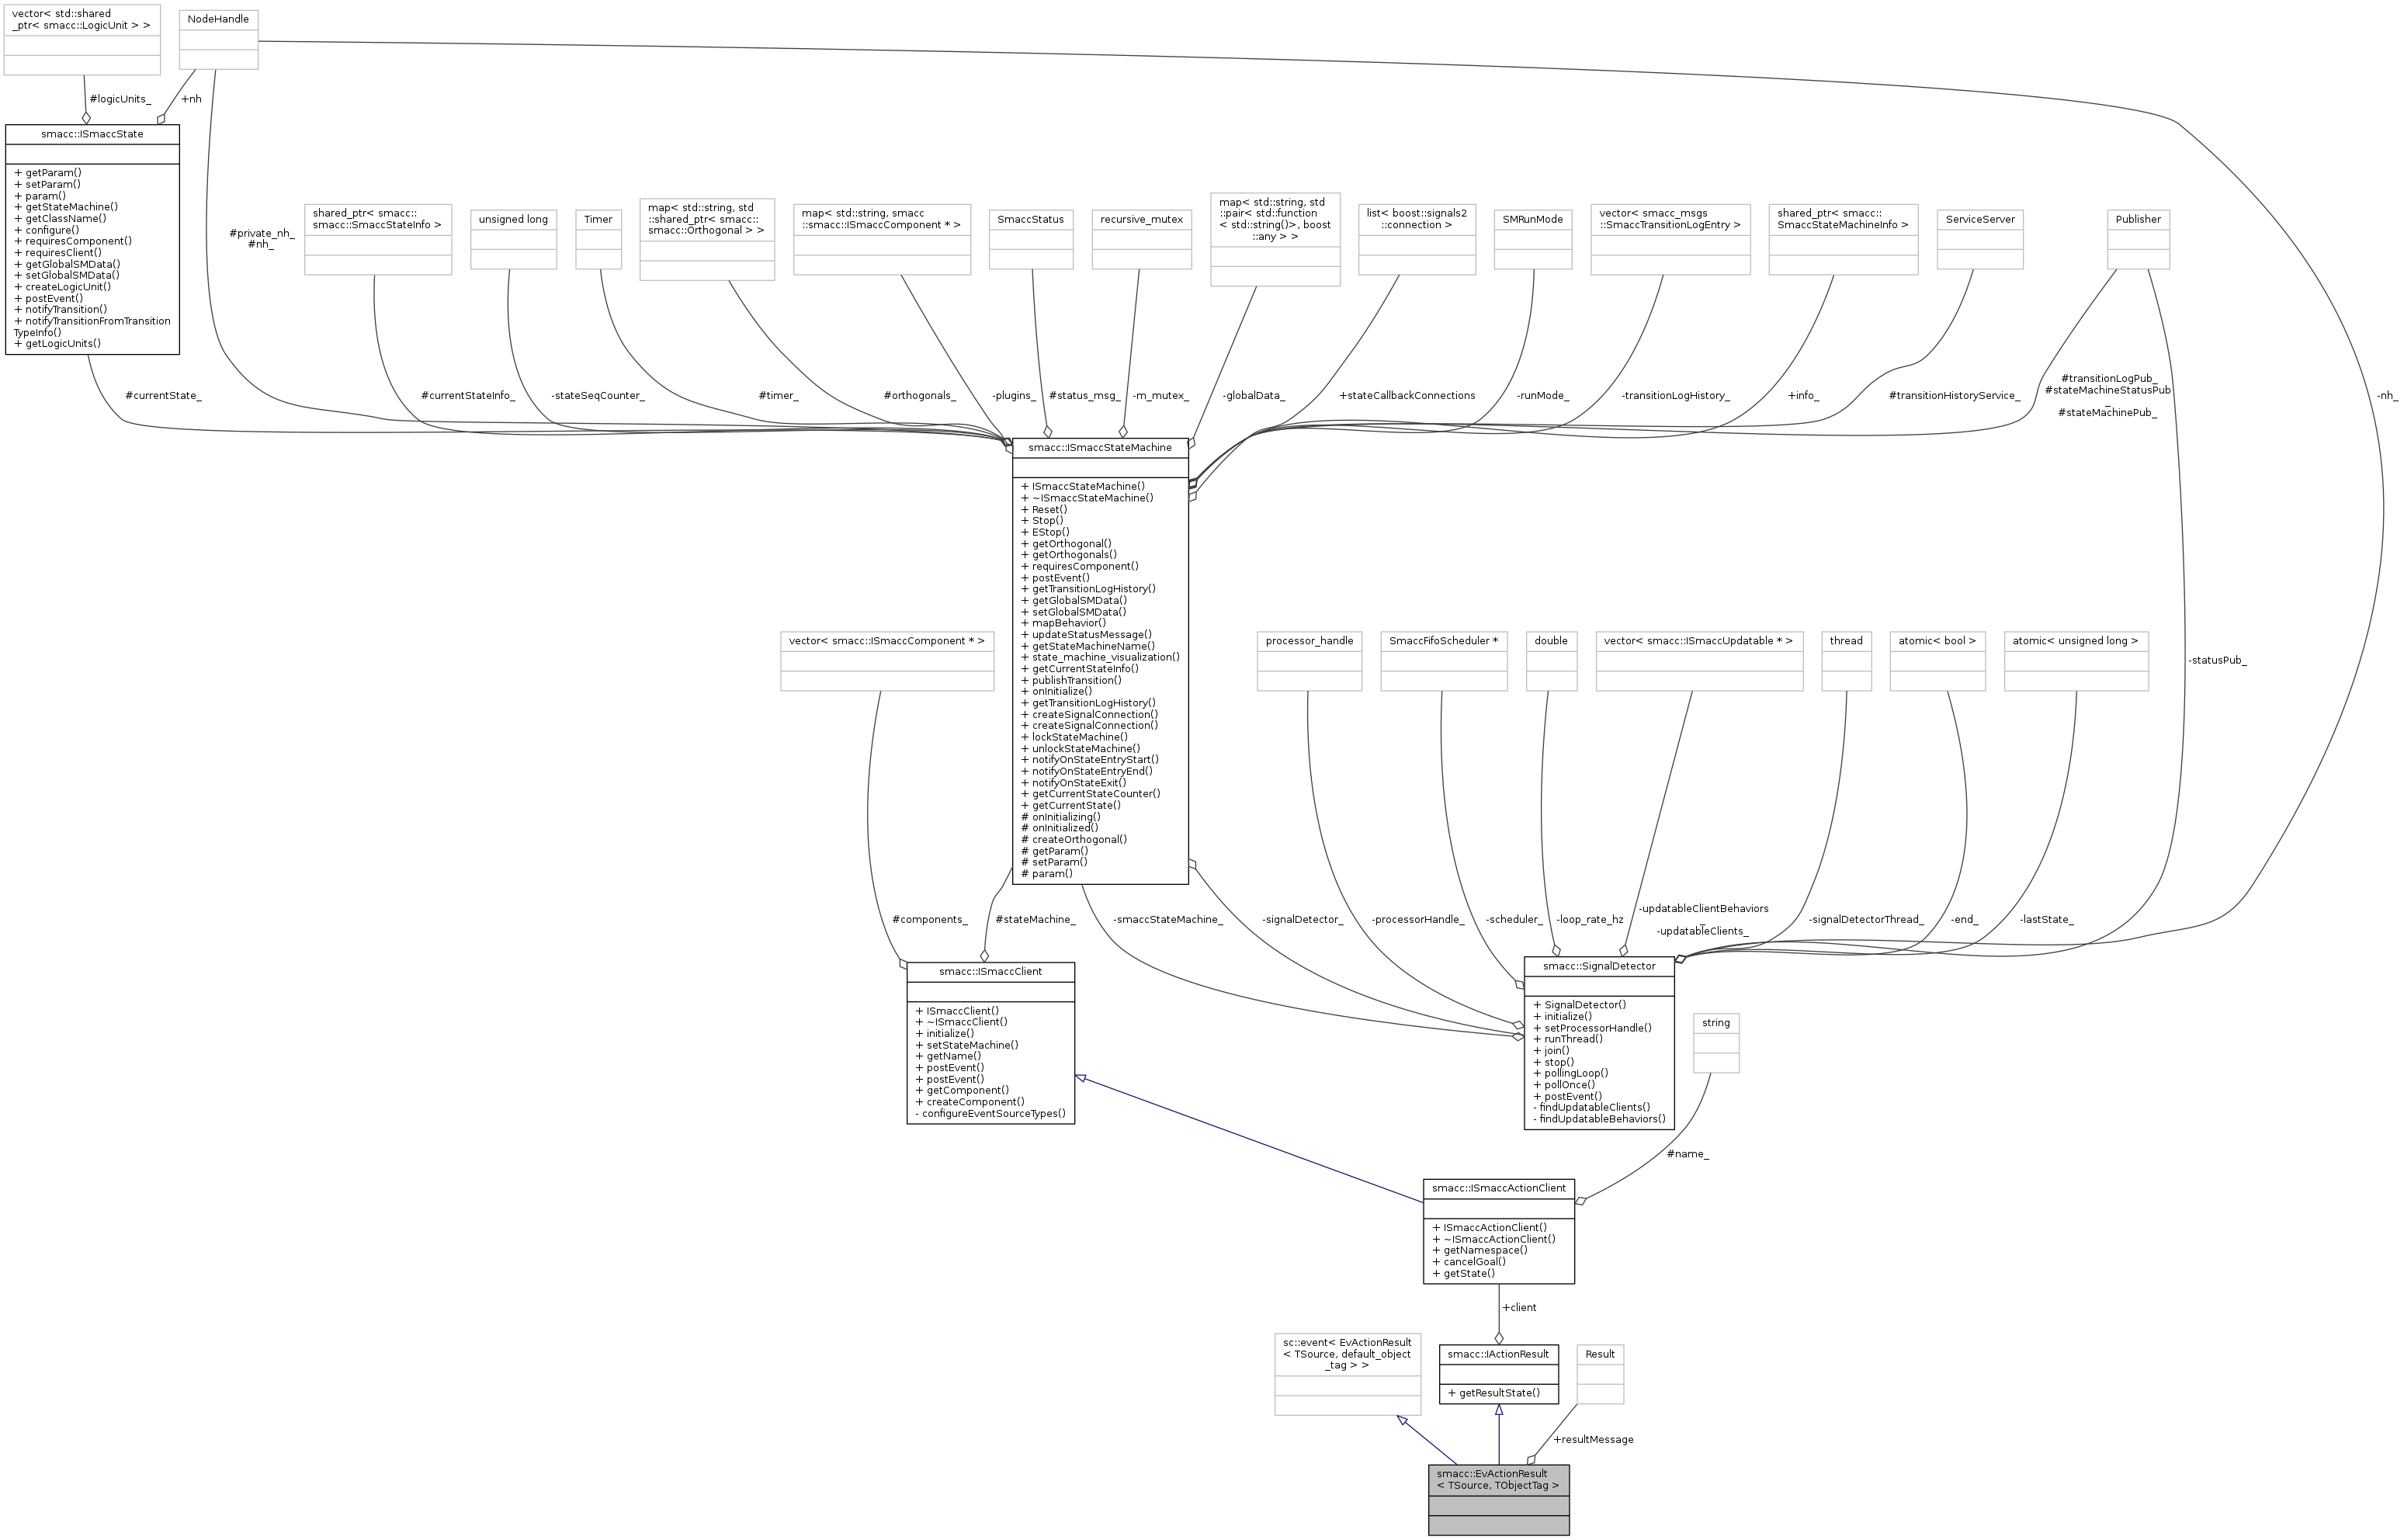 vector< std::shared
_ptr< smacc::LogicUnit > >
NodeHandle
#logicUnits_
+nh
smacc::ISmaccState
+ getParam()
+ setParam()
+ param()
+ getStateMachine()
+ getClassName()
+ configure()
+ requiresComponent()
+ requiresClient()
+ getGlobalSMData()
+ setGlobalSMData()
+ createLogicUnit()
+ postEvent()
+ notifyTransition()
+ notifyTransitionFromTransition
TypeInfo()
+ getLogicUnits()
#private_nh_
#nh_
shared_ptr< smacc::
smacc::SmaccStateInfo >
unsigned long
Timer
map< std::string, std
::shared_ptr< smacc::
smacc::Orthogonal > >
map< std::string, smacc
::smacc::ISmaccComponent * >
SmaccStatus
recursive_mutex
map< std::string, std
::pair< std::function
< std::string()>, boost
::any > >
list< boost::signals2
::connection >
SMRunMode
vector< smacc_msgs
::SmaccTransitionLogEntry >
shared_ptr< smacc::
SmaccStateMachineInfo >
ServiceServer
Publisher
#currentState_
#currentStateInfo_
-stateSeqCounter_
#timer_
#orthogonals_
-plugins_
#status_msg_
-m_mutex_
-globalData_
+stateCallbackConnections
-runMode_
-transitionLogHistory_
+info_
#transitionHistoryService_
#transitionLogPub_
#stateMachineStatusPub
_
#stateMachinePub_
-nh_
smacc::ISmaccStateMachine
+ ISmaccStateMachine()
+ ~ISmaccStateMachine()
+ Reset()
+ Stop()
+ EStop()
+ getOrthogonal()
+ getOrthogonals()
+ requiresComponent()
+ postEvent()
+ getTransitionLogHistory()
+ getGlobalSMData()
+ setGlobalSMData()
+ mapBehavior()
+ updateStatusMessage()
+ getStateMachineName()
+ state_machine_visualization()
+ getCurrentStateInfo()
+ publishTransition()
+ onInitialize()
+ getTransitionLogHistory()
+ createSignalConnection()
+ createSignalConnection()
+ lockStateMachine()
+ unlockStateMachine()
+ notifyOnStateEntryStart()
+ notifyOnStateEntryEnd()
+ notifyOnStateExit()
+ getCurrentStateCounter()
+ getCurrentState()
# onInitializing()
# onInitialized()
# createOrthogonal()
# getParam()
# setParam()
# param()
vector< smacc::ISmaccComponent * >
processor_handle
SmaccFifoScheduler *
double
vector< smacc::ISmaccUpdatable * >
thread
atomic< bool >
atomic< unsigned long >
-statusPub_
#components_
#stateMachine_
-smaccStateMachine_
-signalDetector_
-processorHandle_
-scheduler_
-loop_rate_hz
-updatableClientBehaviors
_
-updatableClients_
-signalDetectorThread_
-end_
-lastState_
smacc::ISmaccClient
+ ISmaccClient()
+ ~ISmaccClient()
+ initialize()
+ setStateMachine()
+ getName()
+ postEvent()
+ postEvent()
+ getComponent()
+ createComponent()
- configureEventSourceTypes()
smacc::SignalDetector
+ SignalDetector()
+ initialize()
+ setProcessorHandle()
+ runThread()
+ join()
+ stop()
+ pollingLoop()
+ pollOnce()
+ postEvent()
- findUpdatableClients()
- findUpdatableBehaviors()
string
#name_
smacc::ISmaccActionClient
+ ISmaccActionClient()
+ ~ISmaccActionClient()
+ getNamespace()
+ cancelGoal()
+ getState()
+client
sc::event< EvActionResult
< TSource, default_object
_tag > >
smacc::IActionResult
+ getResultState()
Result
+resultMessage
smacc::EvActionResult
< TSource, TObjectTag >